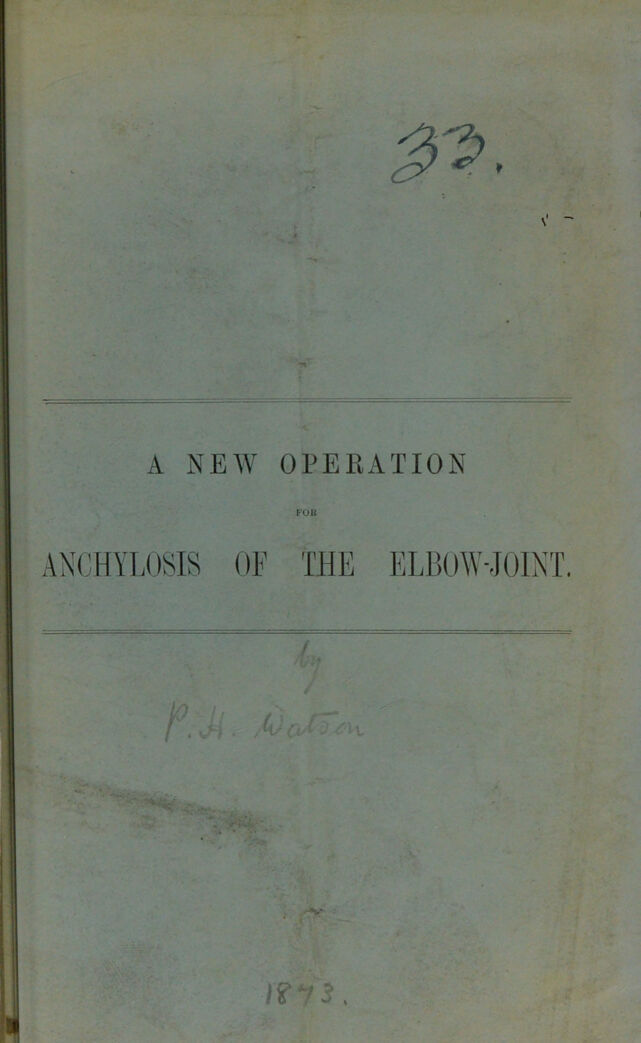 33.
A NEW OPERATION
FOR
ANCHYLOSIS OF THE ELBOW-JOINT.
by
P. H. Watson
1873.